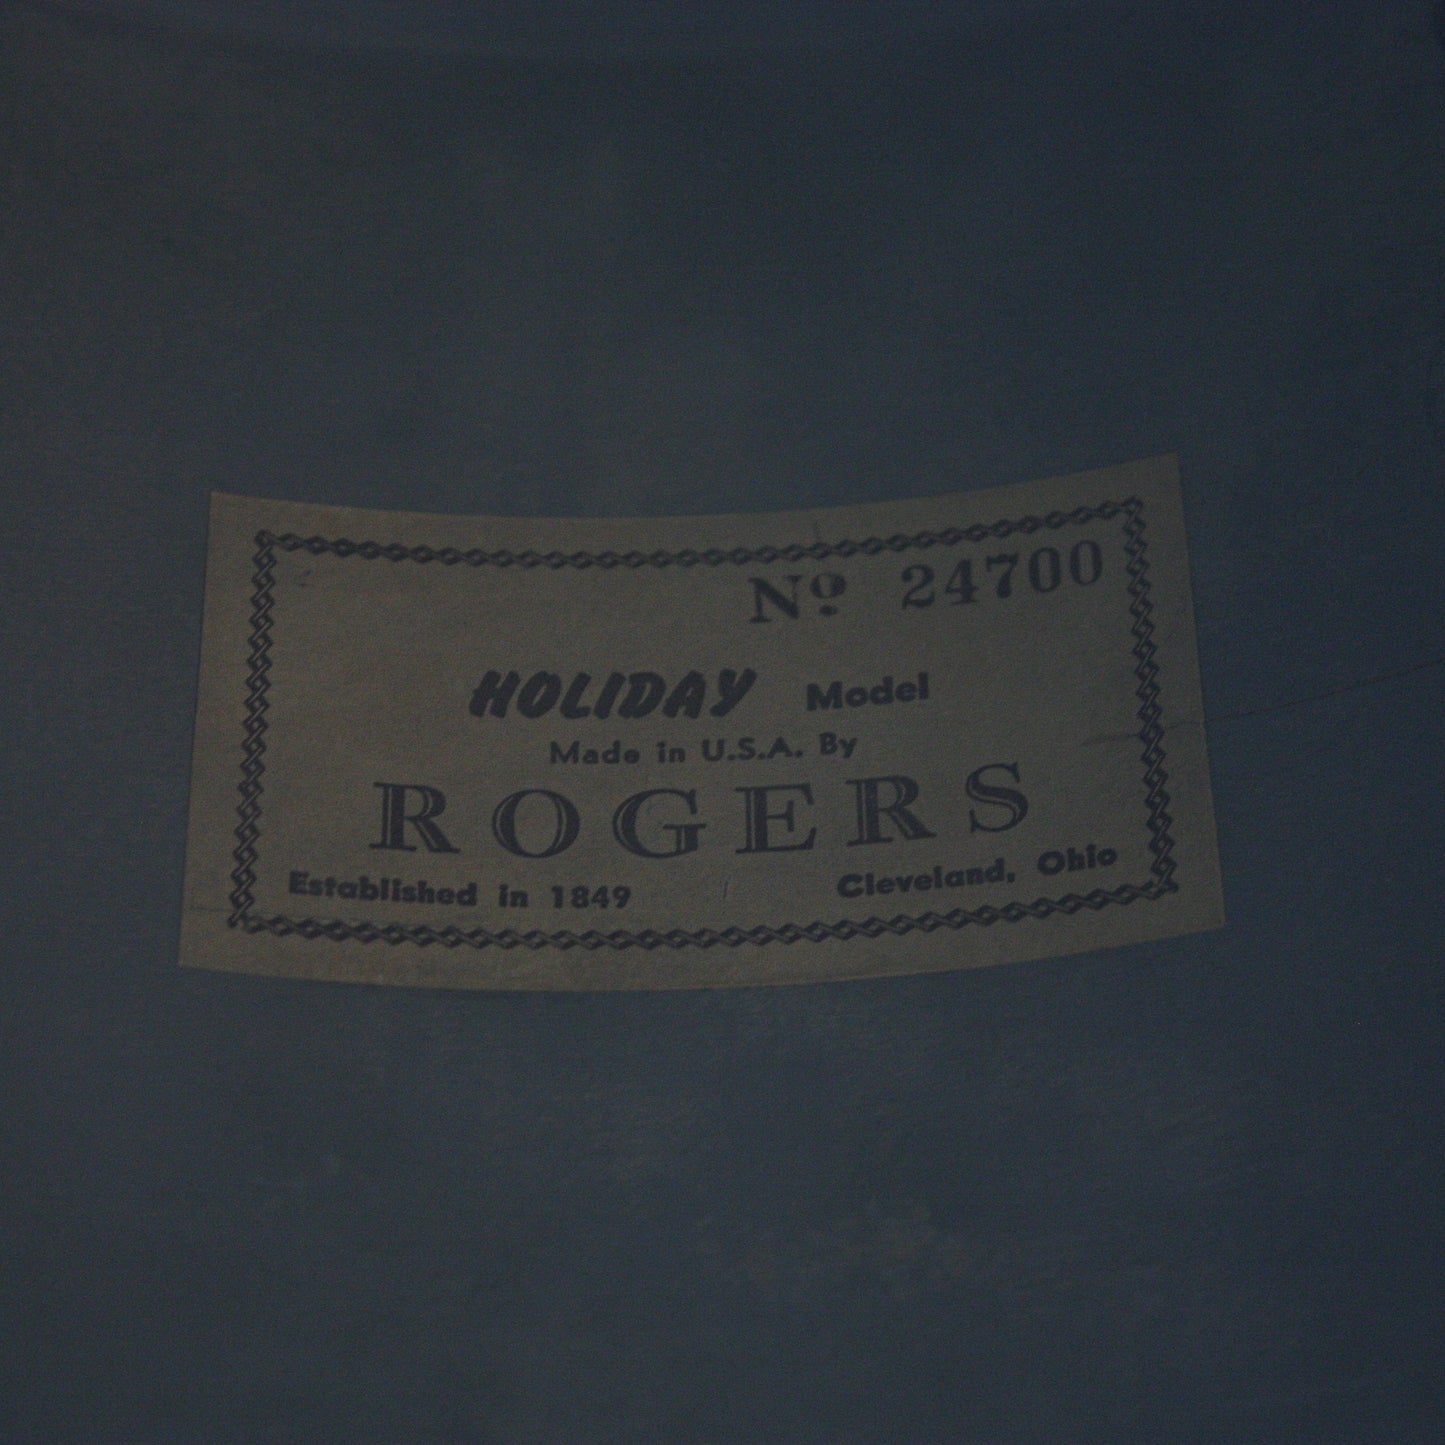 Nº 24700
HOLIDAY Model
Made in U.S.A. By
ROGERS
Established in 1849 Cleveland, Ohio